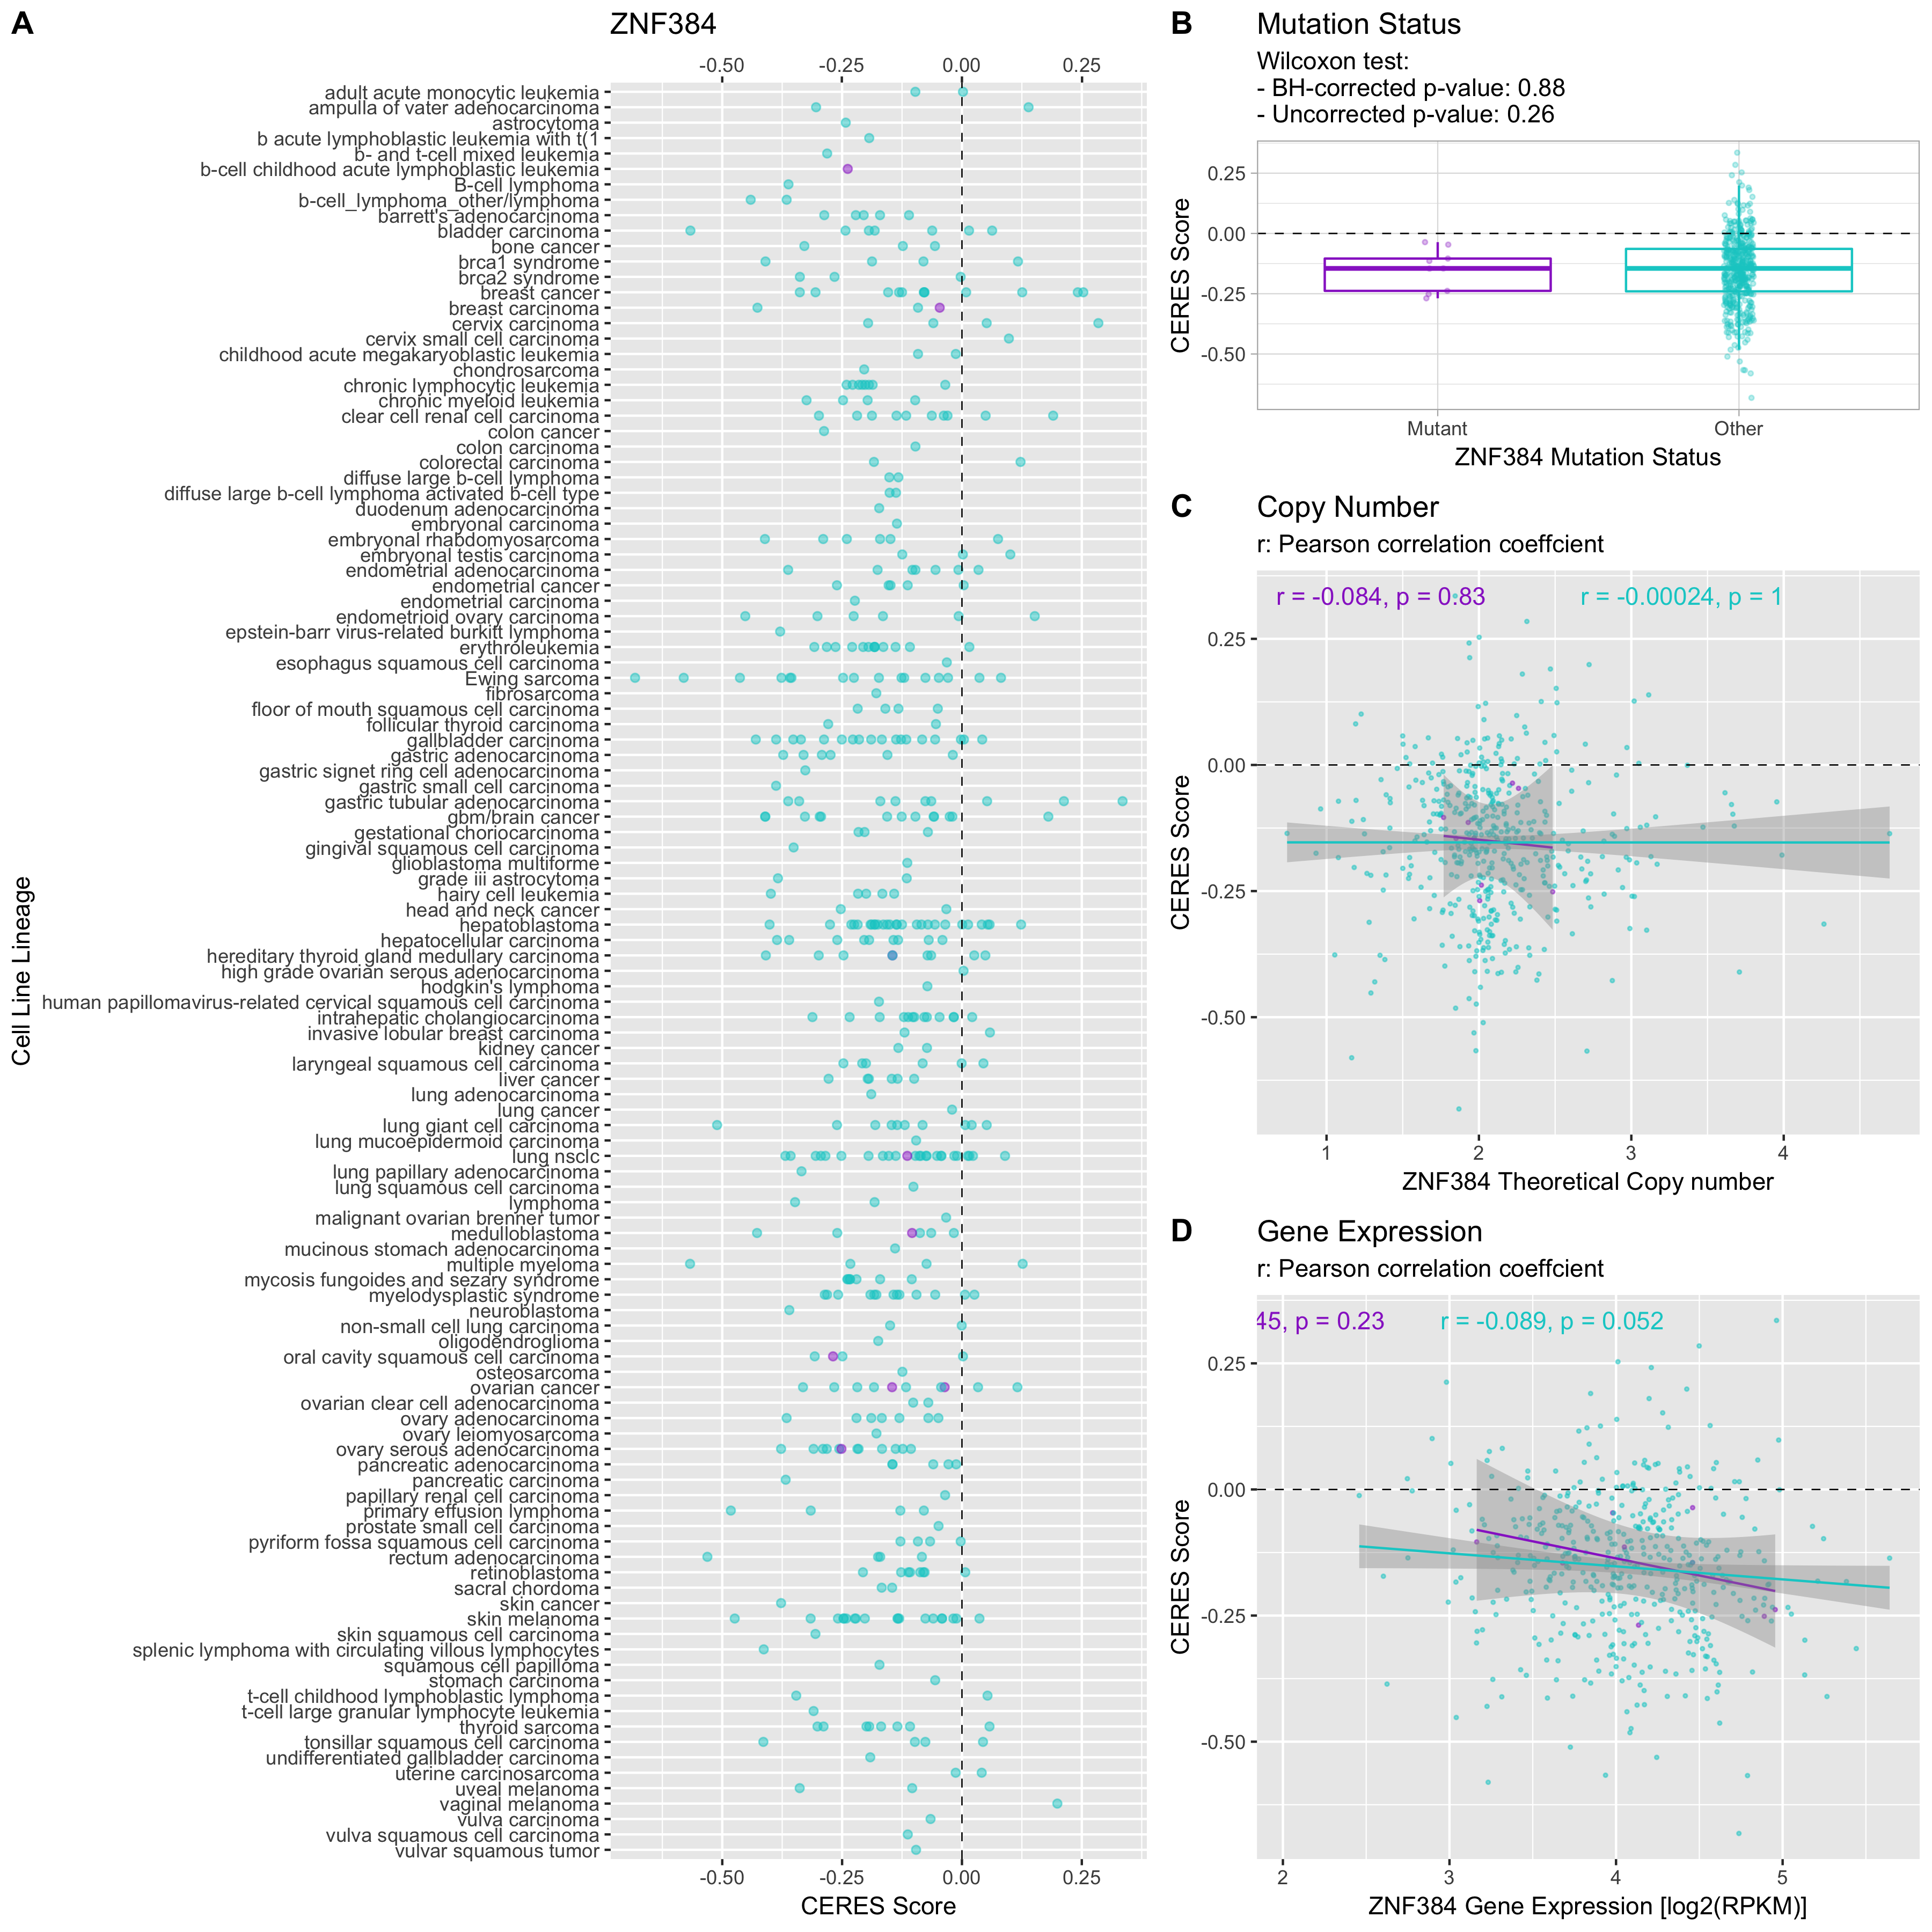 A
ZNF384
-0.50 -0.25 0.00 0.25
adult acute monocytic leukemia
ampulla of vater adenocarcinoma
astrocytoma
b acute lymphoblastic leukemia with t(1
b- and t-cell mixed leukemia
b-cell childhood acute lymphoblastic leukemia
B-cell lymphoma
b-cell_lymphoma_other/lymphoma
barrett's adenocarcinoma
bladder carcinoma
bone cancer
brca1 syndrome
brca2 syndrome
breast cancer
breast carcinoma
cervix carcinoma
cervix small cell carcinoma
childhood acute megakaryoblastic leukemia
chondrosarcoma
chronic lymphocytic leukemia
chronic myeloid leukemia
clear cell renal cell carcinoma
colon cancer
colon carcinoma
colorectal carcinoma
diffuse large b-cell lymphoma
diffuse large b-cell lymphoma activated b-cell type
duodenum adenocarcinoma
embryonal carcinoma
embryonal rhabdomyosarcoma
embryonal testis carcinoma
endometrial adenocarcinoma
endometrial cancer
endometrial carcinoma
endometrioid ovary carcinoma
epstein-barr virus-related burkitt lymphoma
erythroleukemia
esophagus squamous cell carcinoma
Ewing sarcoma
fibrosarcoma
floor of mouth squamous cell carcinoma
follicular thyroid carcinoma
gallbladder carcinoma
gastric adenocarcinoma
gastric signet ring cell adenocarcinoma
gastric small cell carcinoma
gastric tubular adenocarcinoma
gbm/brain cancer
gestational choriocarcinoma
gingival squamous cell carcinoma
glioblastoma multiforme
grade iii astrocytoma
hairy cell leukemia
head and neck cancer
hepatoblastoma
hepatocellular carcinoma
hereditary thyroid gland medullary carcinoma
high grade ovarian serous adenocarcinoma
hodgkin's lymphoma
human papillomavirus-related cervical squamous cell carcinoma
intrahepatic cholangiocarcinoma
invasive lobular breast carcinoma
kidney cancer
laryngeal squamous cell carcinoma
liver cancer
lung adenocarcinoma
lung cancer
lung giant cell carcinoma
lung mucoepidermoid carcinoma
lung nsclc
lung papillary adenocarcinoma
lung squamous cell carcinoma
lymphoma
malignant ovarian brenner tumor
medulloblastoma
mucinous stomach adenocarcinoma
multiple myeloma
mycosis fungoides and sezary syndrome
myelodysplastic syndrome
neuroblastoma
non-small cell lung carcinoma
oligodendroglioma
oral cavity squamous cell carcinoma
osteosarcoma
ovarian cancer
ovarian clear cell adenocarcinoma
ovary adenocarcinoma
ovary leiomyosarcoma
ovary serous adenocarcinoma
pancreatic adenocarcinoma
pancreatic carcinoma
papillary renal cell carcinoma
primary effusion lymphoma
prostate small cell carcinoma
pyriform fossa squamous cell carcinoma
rectum adenocarcinoma
retinoblastoma
sacral chordoma
skin cancer
skin melanoma
skin squamous cell carcinoma
splenic lymphoma with circulating villous lymphocytes
squamous cell papilloma
stomach carcinoma
t-cell childhood lymphoblastic lymphoma
t-cell large granular lymphocyte leukemia
thyroid sarcoma
tonsillar squamous cell carcinoma
undifferentiated gallbladder carcinoma
uterine carcinosarcoma
uveal melanoma
vaginal melanoma
vulva carcinoma
vulva squamous cell carcinoma
vulvar squamous tumor
-0.50 -0.25 0.00 0.25
CERES Score
Cell Line Lineage
B
Mutation Status
Wilcoxon test:
- BH-corrected p-value: 0.88
- Uncorrected p-value: 0.26
0.25
0.00
-0.25
-0.50
CERES Score
Mutant Other
ZNF384 Mutation Status
C
Copy Number
r: Pearson correlation coeffcient
r = -0.084, p = 0.83 r = -0.00024, p = 1
0.25
0.00
-0.25
-0.50
CERES Score
1 2 3 4
ZNF384 Theoretical Copy number
D
Gene Expression
r: Pearson correlation coeffcient
45, p = 0.23 r = -0.089, p = 0.052
0.25
0.00
-0.25
-0.50
CERES Score
2 3 4 5
ZNF384 Gene Expression [log2(RPKM)]